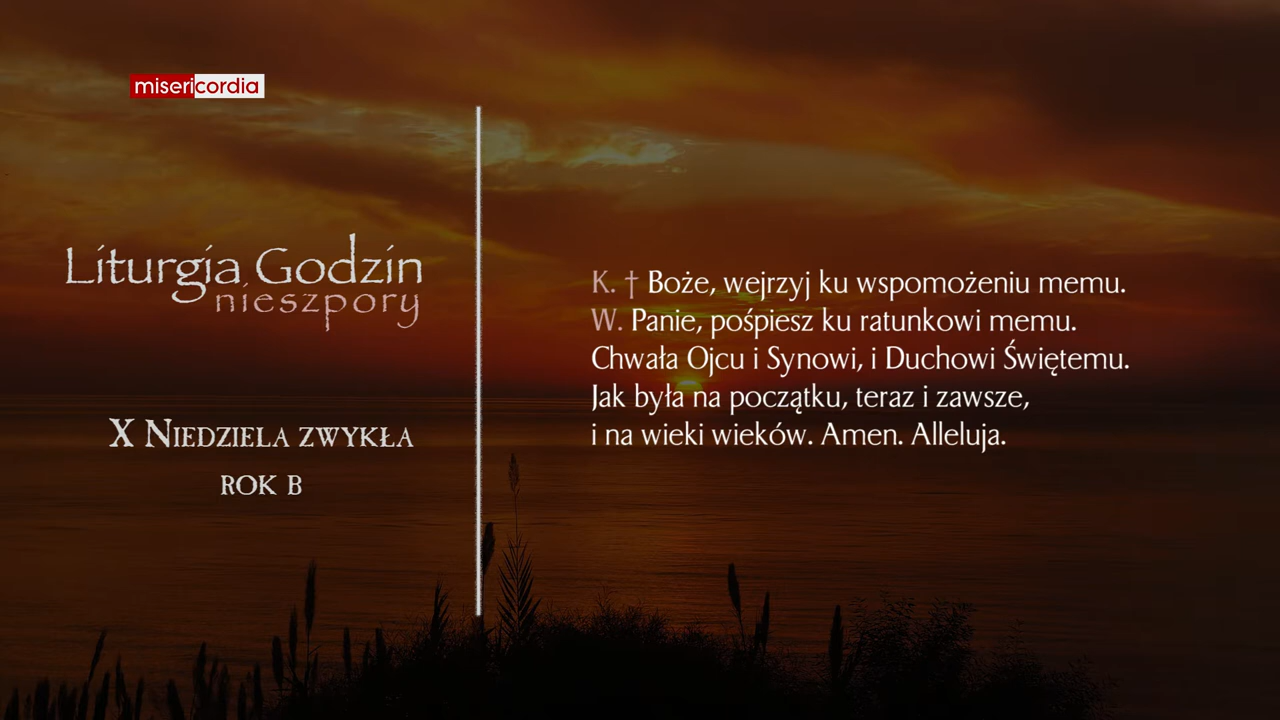 misericordia
Liturgia Godzin
nieszpory
X Niedziela zwykła
rok B
K. † Boże, wejrzyj ku wspomożeniu memu.
W. Panie, pośpiesz ku ratunkowi memu.
Chwała Ojcu i Synowi, i Duchowi Świętemu.
Jak była na początku, teraz i zawsze,
i na wieki wieków. Amen. Alleluja.